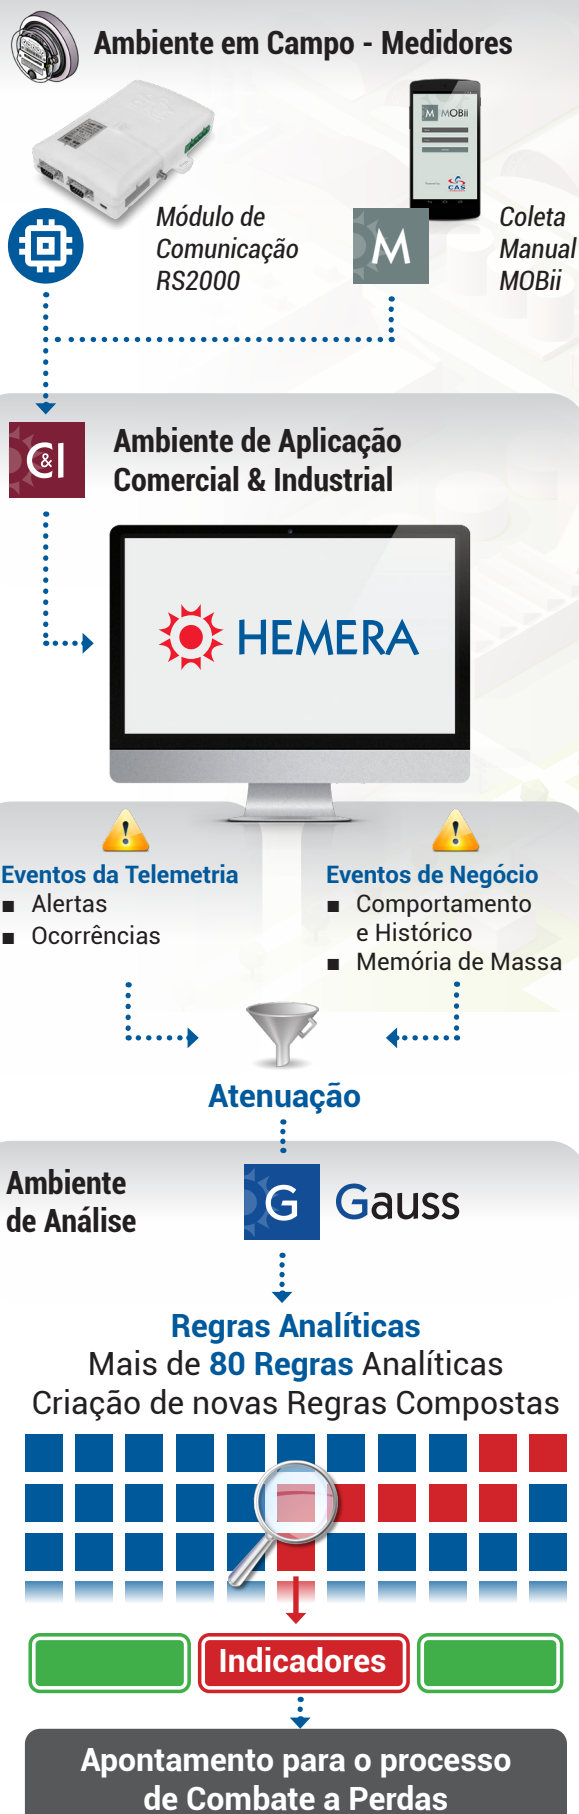 Ambiente em Campo - Medidores
M MOBii
CAS
Módulo de
Comunicação
RS2000
M
Coleta
Manual
MOBii
C&I
Ambiente de Aplicação
Comercial & Industrial
HEMERA
Eventos da Telemetria
■ Alertas
■ Ocorrências
Eventos de Negócio
■ Comportamento
e Histórico
■ Memória de Massa
Atenuação
Ambiente
de Análise
G Gauss
Regras Analíticas
Mais de 80 Regras Analíticas
Criação de novas Regras Compostas
Indicadores
Apontamento para o processo
de Combate a Perdas